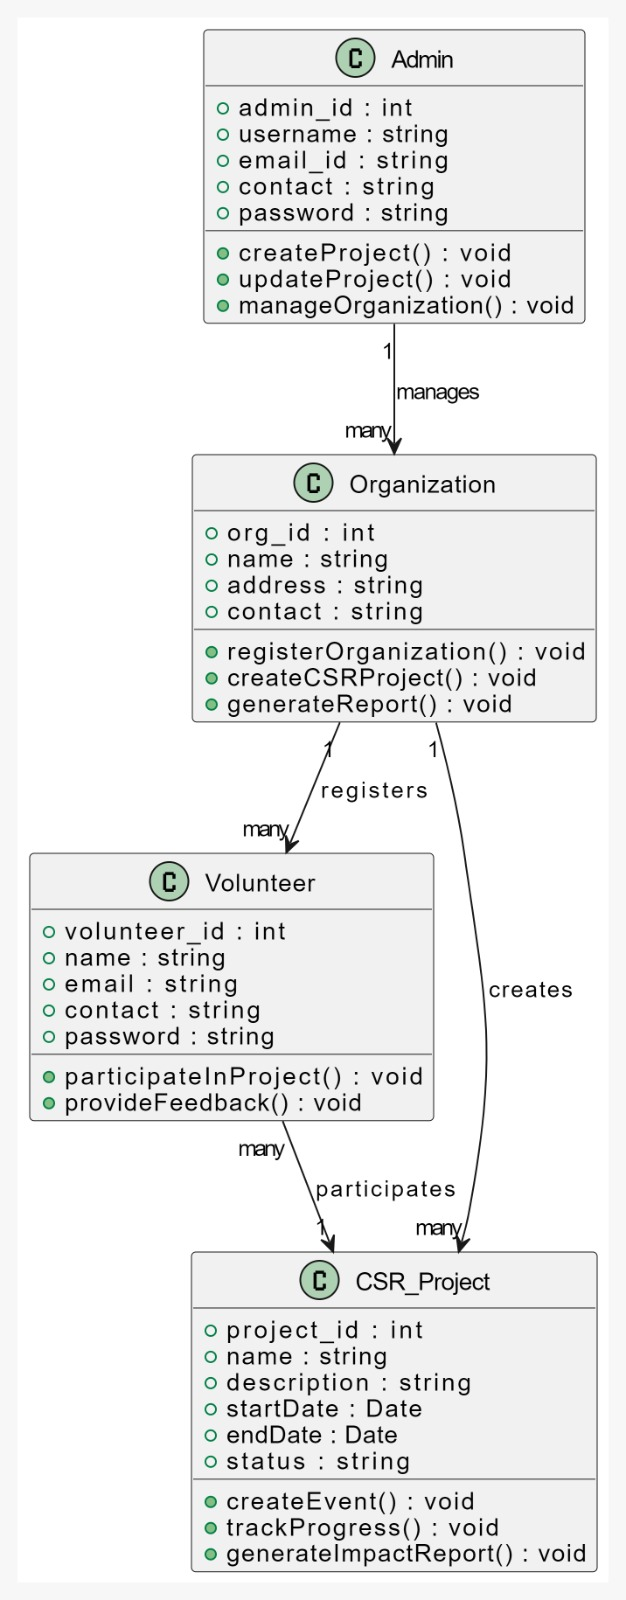 C Admin
admin_id : int
username : string
email_id : string
contact : string
password : string
createProject() : void
updateProject() : void
manageOrganization() : void
1
manages
many
C Organization
org_id : int
name : string
address : string
contact : string
registerOrganization() : void
createCSRProject() : void
generateReport() : void
1 1
registers
many
C Volunteer
volunteer_id : int
name : string
email : string
contact : string
password : string
participateInProject() : void
provideFeedback() : void
creates
many
participates
1 many
C CSR_Project
project_id : int
name : string
description : string
startDate : Date
endDate : Date
status : string
createEvent() : void
trackProgress() : void
generateImpactReport() : void